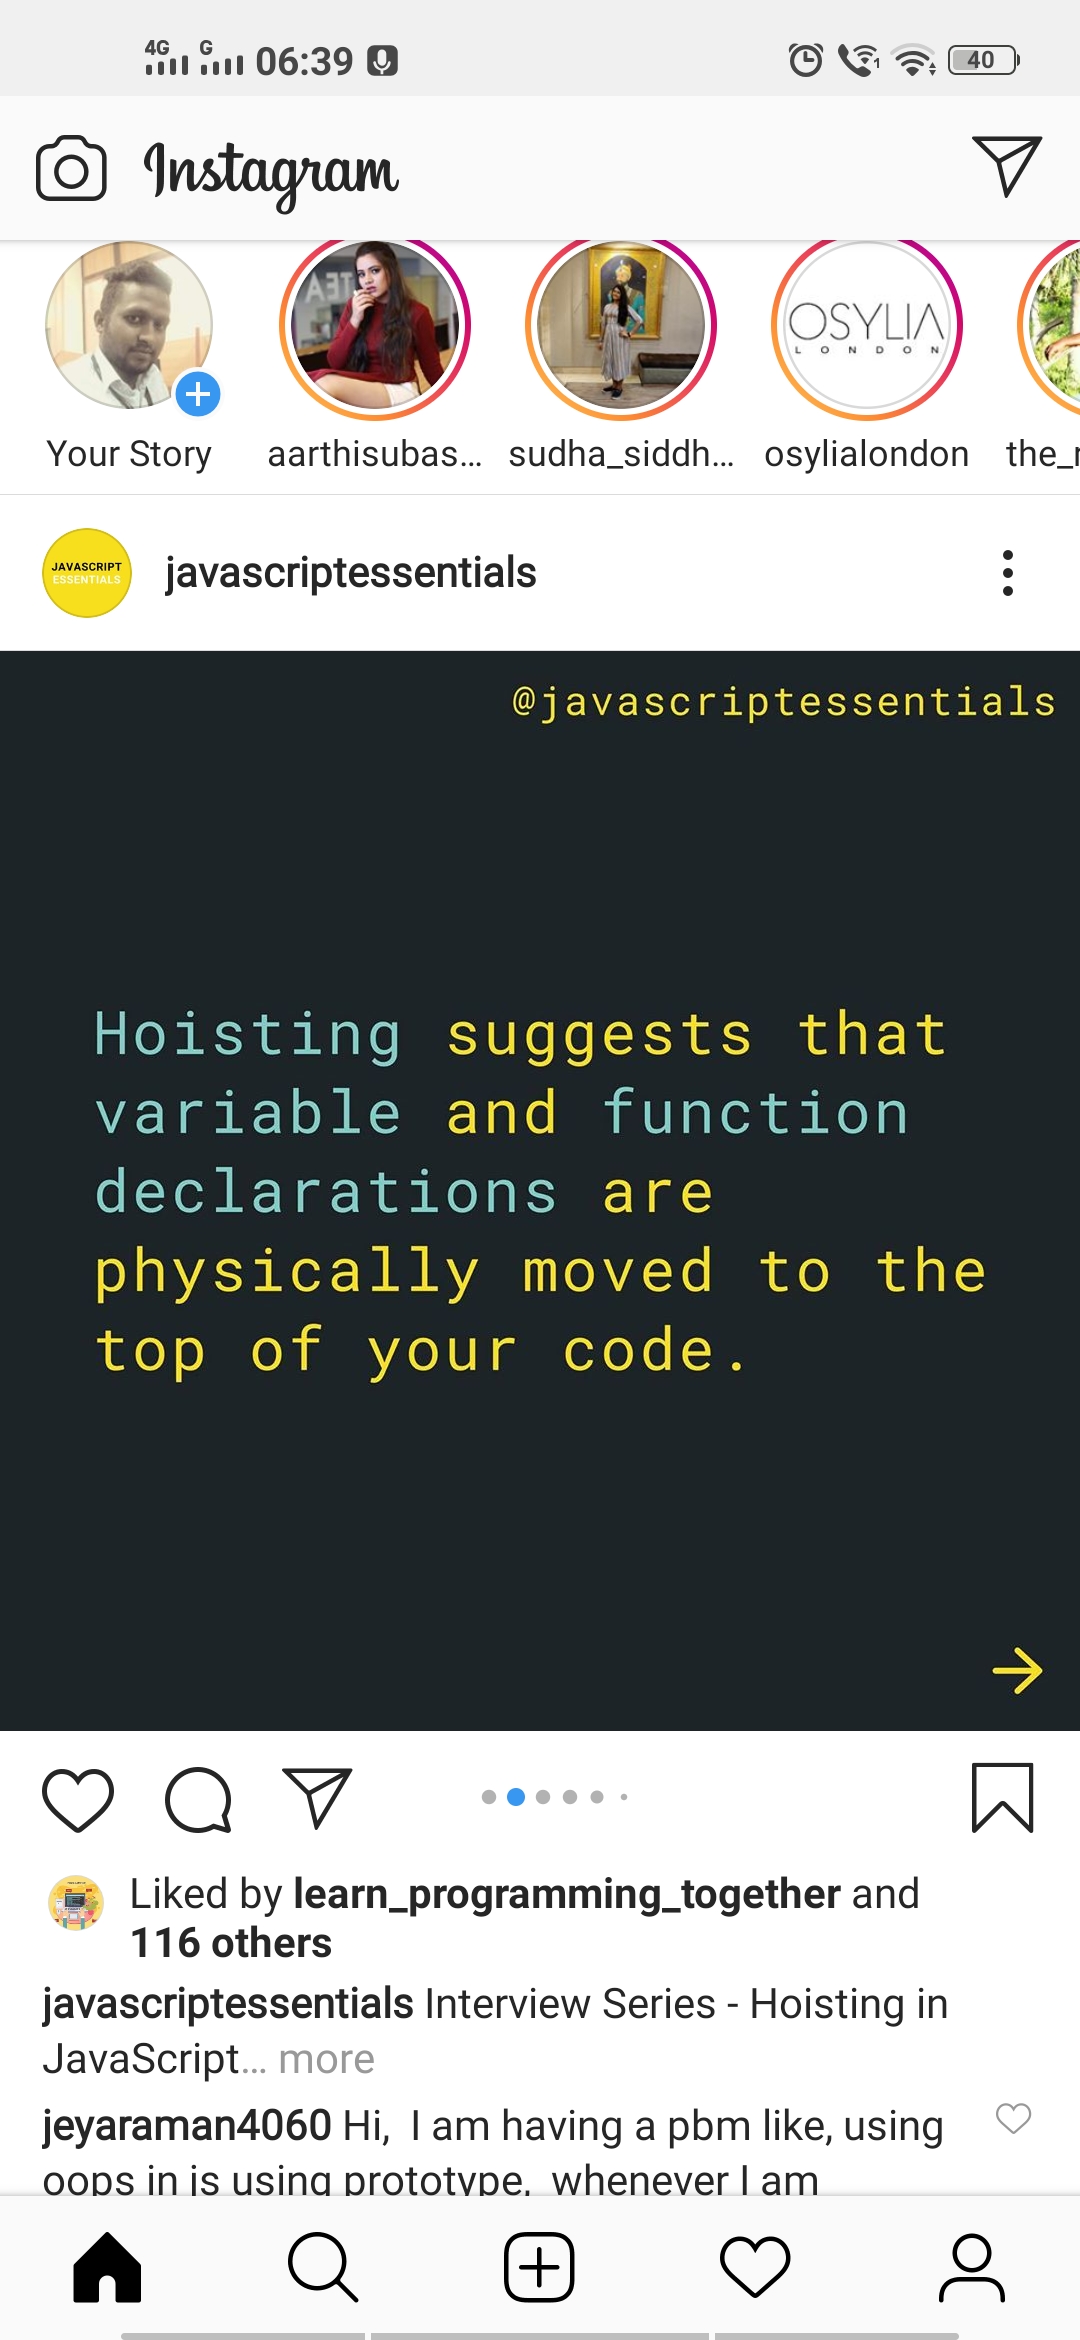 4G G 06:39 1 40
Instagram
TEA
OSYLIA
LONDON
Your Story aarthisubas... sudha_siddh... osylialondon the_r
JAVASCRIPT
ESSENTIALS
javascriptessentials
@javascriptessentials
Hoisting suggests that
variable and function
declarations are
physically moved to the
top of your code.
Liked by learn_programming_together and
116 others
javascriptessentials Interview Series - Hoisting in
JavaScript... more
jeyaraman4060 Hi,  I am having a pbm like, using
oops in js using prototype,  whenever I am